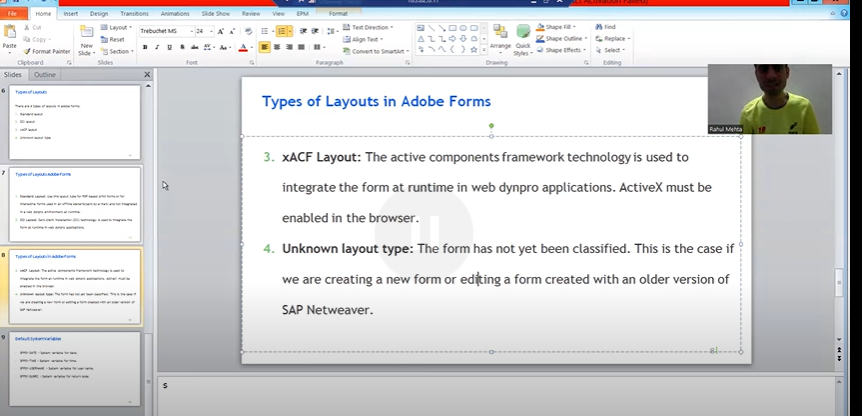 File
Home
Insert
Design
Transitions
Animations
Slide Show
Review
View
EPM
Format
Paste
Cut
Copy
Format Painter
Clipboard
New
Slide
Layout
Reset
Section
Slides
Trebuchet MS
24
Font
Text Direction
Align Text
Convert to SmartArt
Paragraph
Arrange
Quick
Styles
Shape Fill
Shape Outline
Shape Effects
Drawing
Find
Replace
Select
Editing
Slides
Outline
6
Types of Layouts
7
Types of Layouts Adobe Forms
8
Types of Layouts in Adobe Forms
9
Default System Variables
Types of Layouts in Adobe Forms
3. xACF Layout: The active components framework technology is used to
integrate the form at runtime in web dynpro applications. ActiveX must be
enabled in the browser.
4. Unknown layout type: The form has not yet been classified. This is the case if
we are creating a new form or editing a form created with an older version of
SAP Netweaver.
8
Rahul Mehta
s